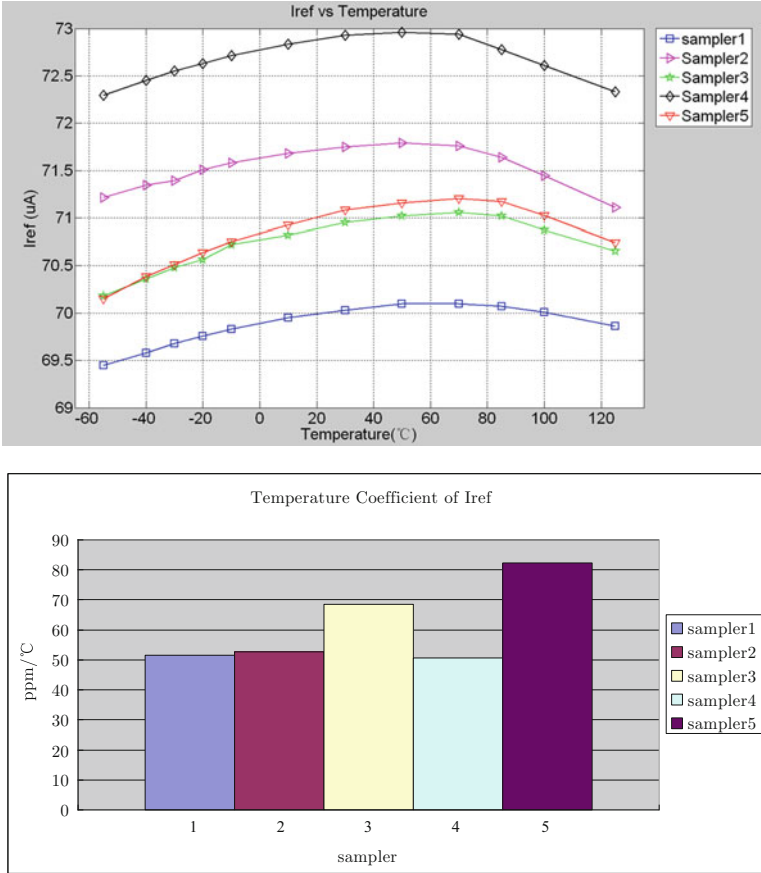 Iref vs Temperature
73
72.5
72
71.5
71
70.5
70
69.5
69
Iref (uA)
-60 -40 -20 0 20 40 60 80 100 120
Temperature(℃)
sampler1
Sampler2
Sampler3
Sampler4
Sampler5
Temperature Coefficient of Iref
90
80
70
60
50
40
30
20
10
0
ppm/℃
1 2 3 4 5
sampler
sampler1
sampler2
sampler3
sampler4
sampler5